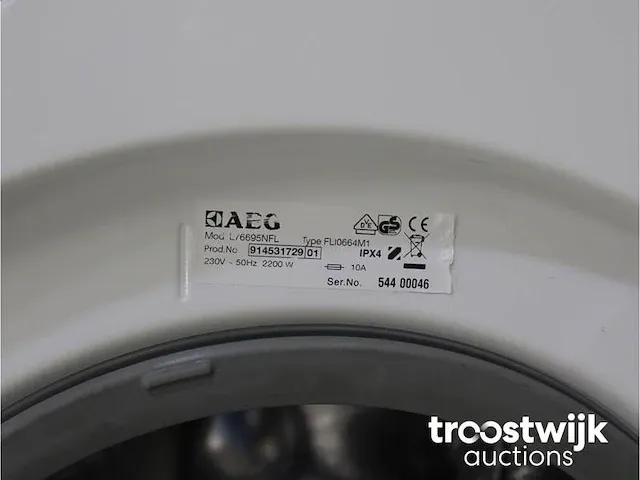 AEG
Mod. L76695NFL Type FLI0664M1
Prod.No. 914531729 01 IPX4
230V ~ 50Hz 2200 W 10A
Ser.No. 544 00046
troostwijk
auctions